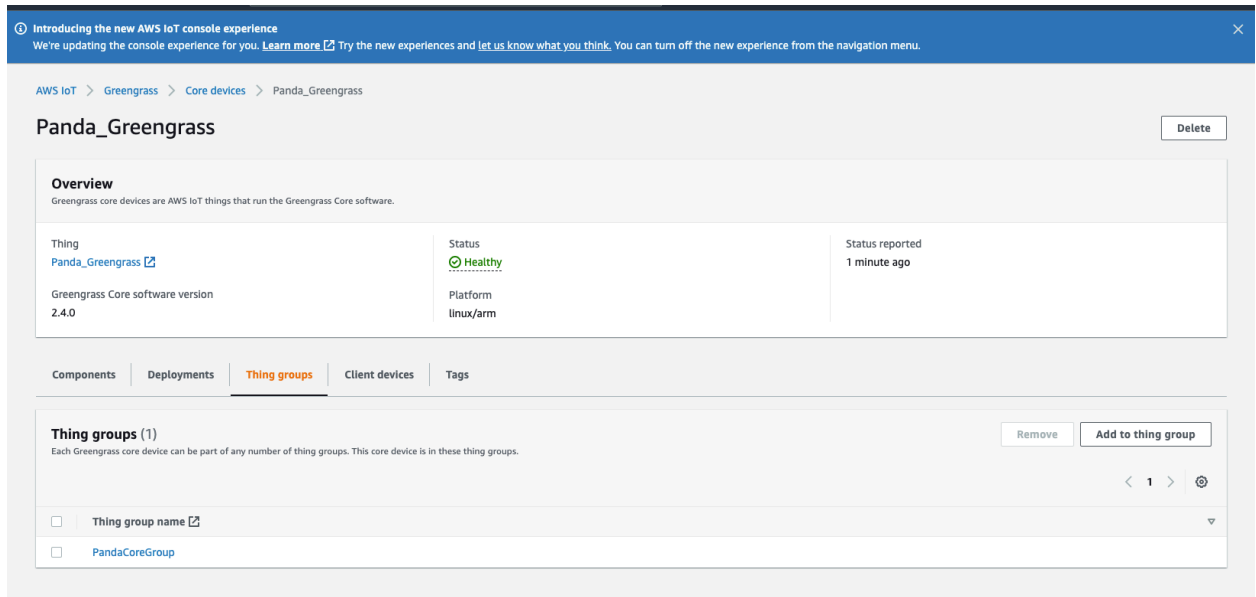 Introducing the new AWS IoT console experience
We're updating the console experience for you. Learn more Try the new experiences and let us know what you think. You can turn off the new experience from the navigation menu.
AWS IoT > Greengrass > Core devices > Panda_Greengrass
Panda_Greengrass
Delete
Overview
Greengrass core devices are AWS IoT things that run the Greengrass Core software.
Thing
Panda_Greengrass
Greengrass Core software version
2.4.0
Status
Healthy
Platform
linux/arm
Status reported
1 minute ago
Components Deployments Thing groups Client devices Tags
Thing groups (1)
Each Greengrass core device can be part of any number of thing groups. This core device is in these thing groups.
Remove Add to thing group
< 1 >
Thing group name
PandaCoreGroup